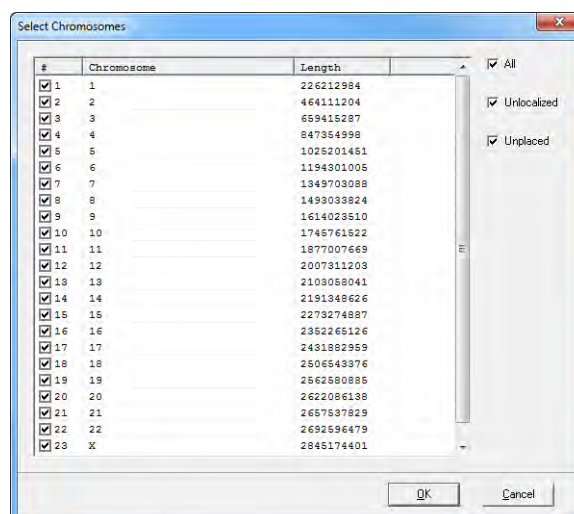 Select Chromosomes
# Chromosome Length
1 1 226212984
2 2 464111204
3 3 659415287
4 4 847354998
5 5 1025201451
6 6 1194301005
7 7 1349703088
8 8 1493033824
9 9 1614023510
10 10 1745761522
11 11 1877007669
12 12 2007311203
13 13 2103058041
14 14 2191348626
15 15 2273274887
16 16 2352265126
17 17 2431882959
18 18 2506543376
19 19 2562580885
20 20 2622086138
21 21 2657537829
22 22 2692596479
23 X 2845174401
All
Unlocalized
Unplaced
OK Cancel